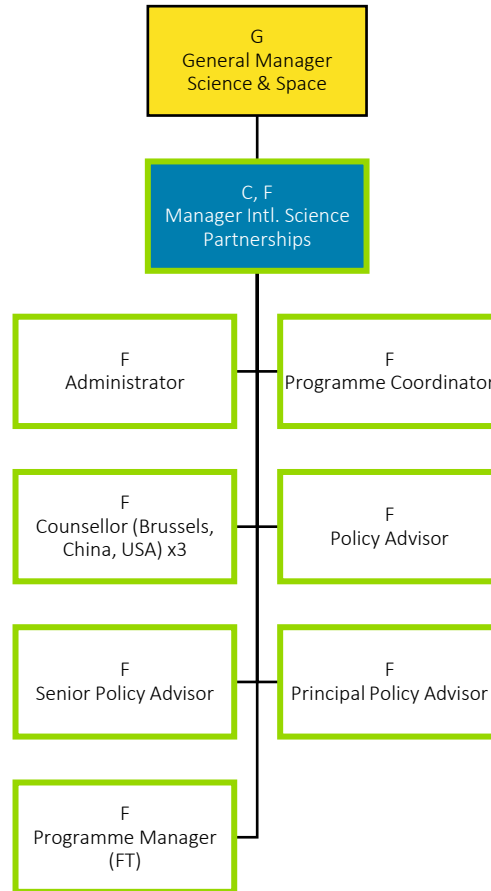 G
General Manager
Science & Space
C, F
Manager Intl. Science
Partnerships
F
Administrator
F
Programme Coordinator
F
Counsellor (Brussels,
China, USA) x3
F
Policy Advisor
F
Senior Policy Advisor
F
Principal Policy Advisor
F
Programme Manager
(FT)